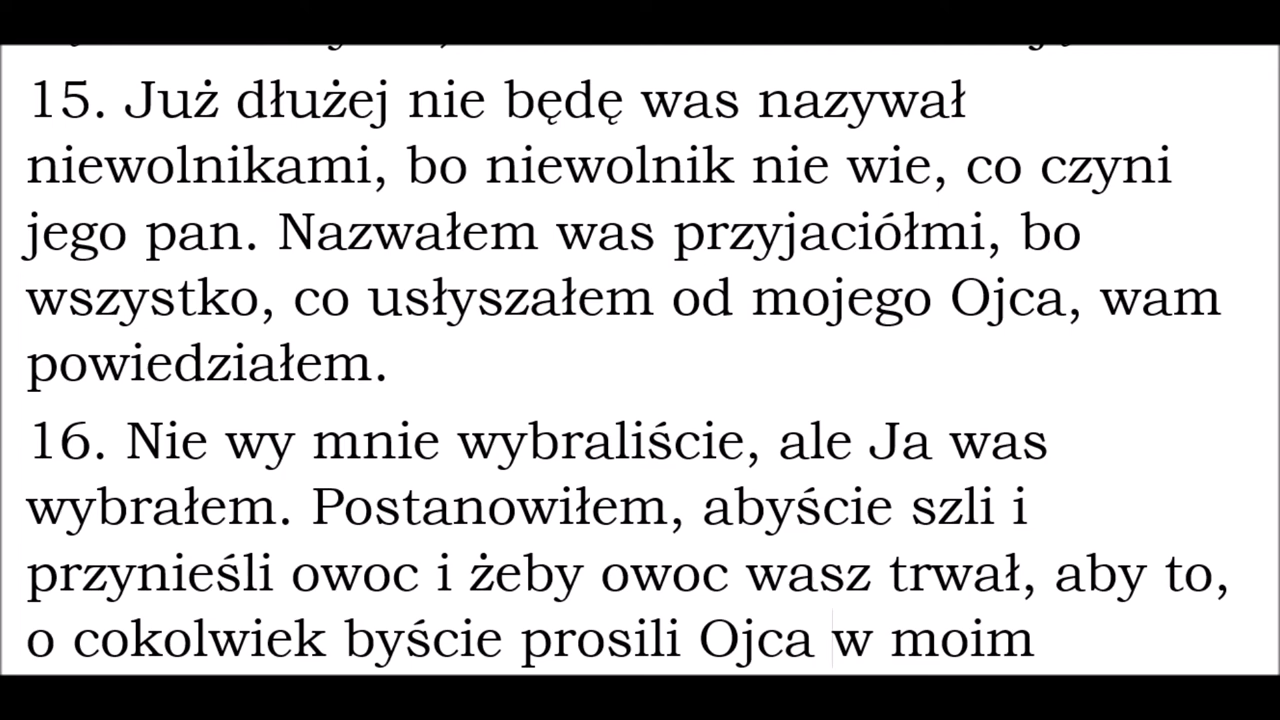 15. Już dłużej nie będę was nazywał
niewolnikami, bo niewolnik nie wie, co czyni
jego pan. Nazwałem was przyjaciółmi, bo
wszystko, co usłyszałem od mojego Ojca, wam
powiedziałem.
16. Nie wy mnie wybraliście, ale Ja was
wybrałem. Postanowiłem, abyście szli i
przynieśli owoc i żeby owoc wasz trwał, aby to,
o cokolwiek byście prosili Ojca w moim